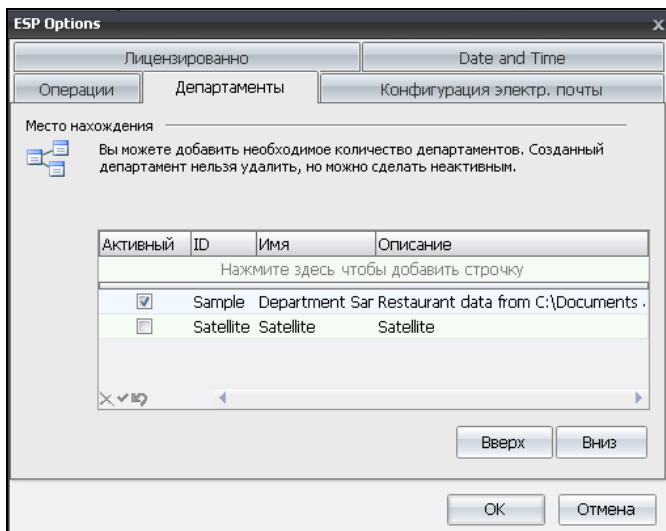 ESP Options
Лицензированно Date and Time
Операции Департаменты Конфигурация электр. почты
Место нахождения
Вы можете добавить необходимое количество департаментов. Созданный
департамент нельзя удалить, но можно сделать неактивным.
Активный ID Имя Описание
Нажмите здесь чтобы добавить строчку
Sample Department Sar Restaurant data from C:\Documents
Satellite Satellite Satellite
Вверх Вниз
OK Отмена